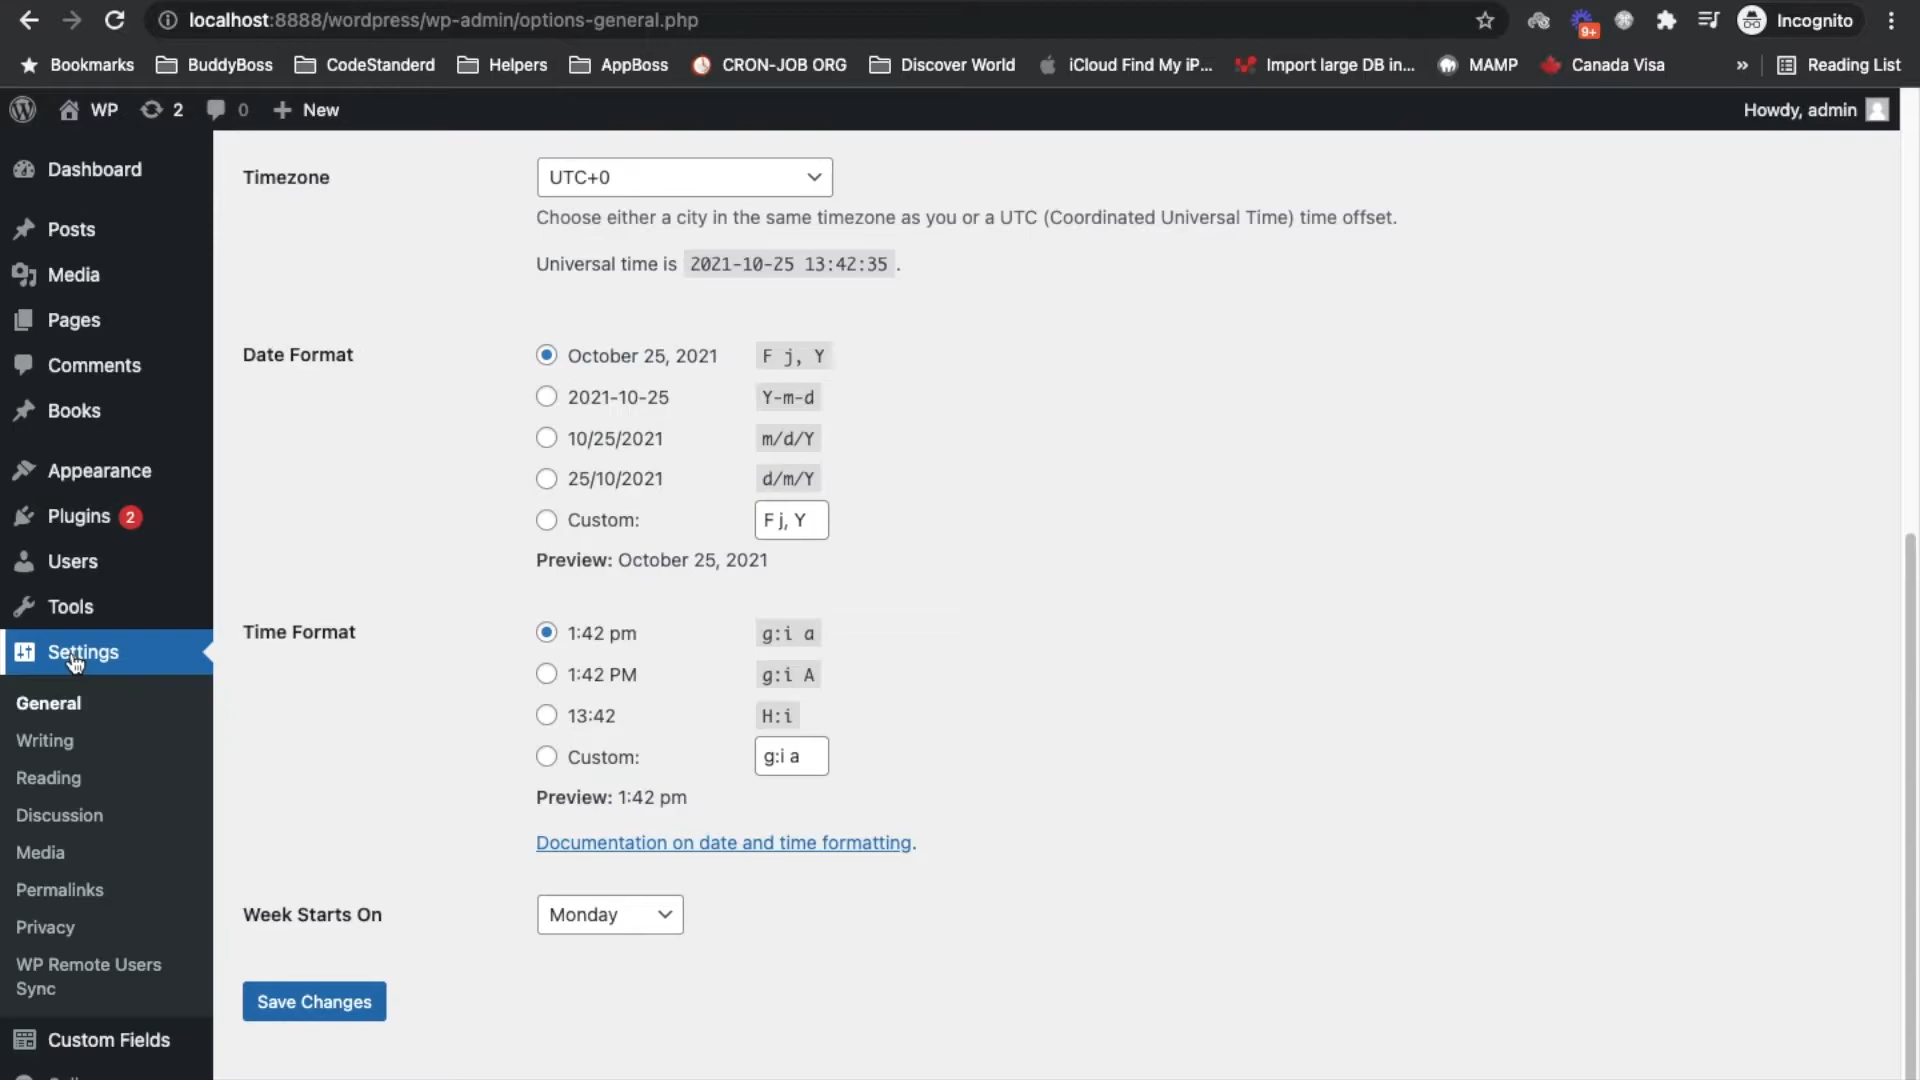 localhost:8888/wordpress/wp-admin/options-general.php
9+
Incognito
Bookmarks
BuddyBoss
CodeStanderd
Helpers
AppBoss
CRON-JOB ORG
Discover World
iCloud Find My iP...
Import large DB in...
MAMP
Canada Visa
»
Reading List
WP
2
0
New
Howdy, admin
Dashboard
Posts
Media
Pages
Comments
Books
Appearance
Plugins 2
Users
Tools
Settings
General
Writing
Reading
Discussion
Media
Permalinks
Privacy
WP Remote Users
Sync
Custom Fields
Timezone
UTC+0
Choose either a city in the same timezone as you or a UTC (Coordinated Universal Time) time offset.
Universal time is 2021-10-25 13:42:35 .
Date Format
October 25, 2021 F j, Y
2021-10-25 Y-m-d
10/25/2021 m/d/Y
25/10/2021 d/m/Y
Custom: F j, Y
Preview: October 25, 2021
Time Format
1:42 pm g:i a
1:42 PM g:i A
13:42 H:i
Custom: g:i a
Preview: 1:42 pm
Documentation on date and time formatting.
Week Starts On
Monday
Save Changes